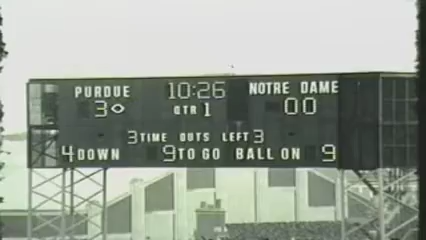 PURDUE 10:26 NOTRE DAME
3 QTR 1 00
3 TIME OUTS LEFT 3
4 DOWN 9 TO GO BALL ON 9